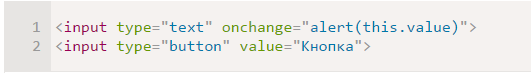 1 <input type="text" onchange="alert(this.value)">
2 <input type="button" value="Кнопка">